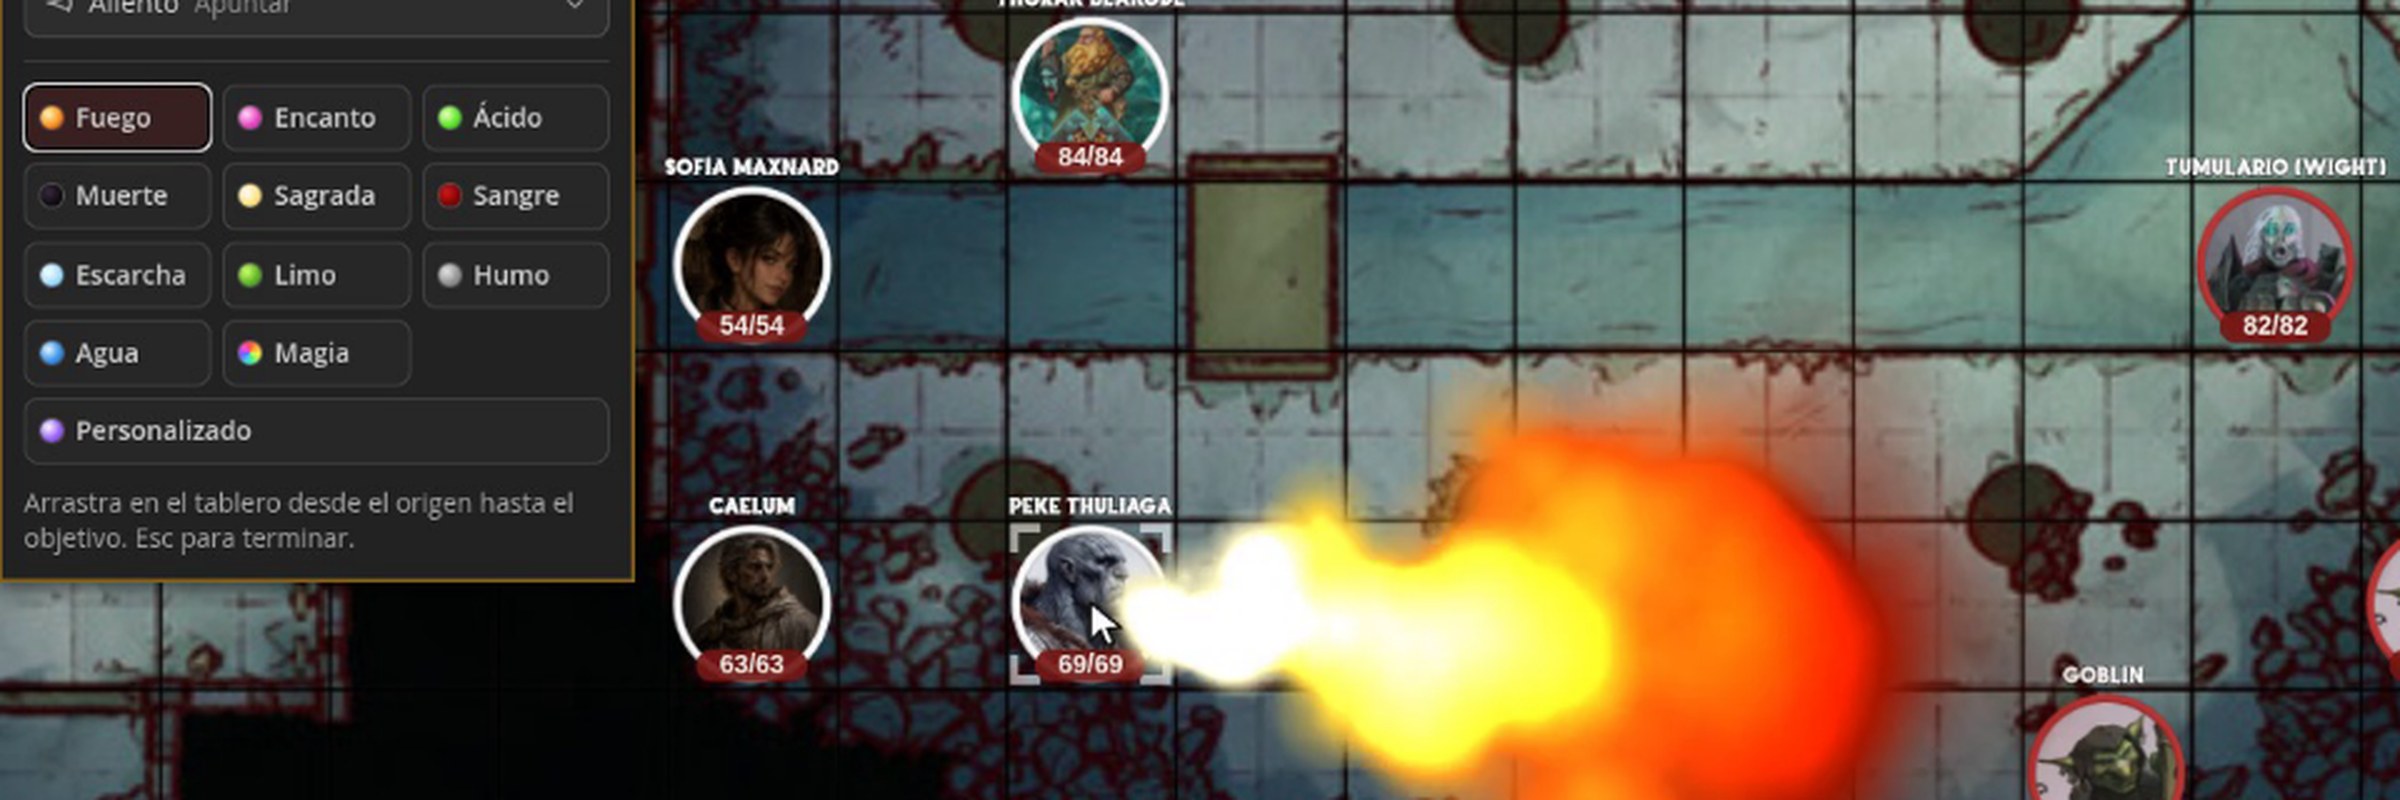 Aliento Apuntar
Fuego
Encanto
Ácido
Muerte
Sagrada
Sangre
Escarcha
Limo
Humo
Agua
Magia
Personalizado
Arrastra en el tablero desde el origen hasta el
objetivo. Esc para terminar.
84/84
SOFÍA MAXNARD
54/54
TUMULARIO (WIGHT)
82/82
CAELUM
63/63
PEKE THULIAGA
69/69
GOBLIN